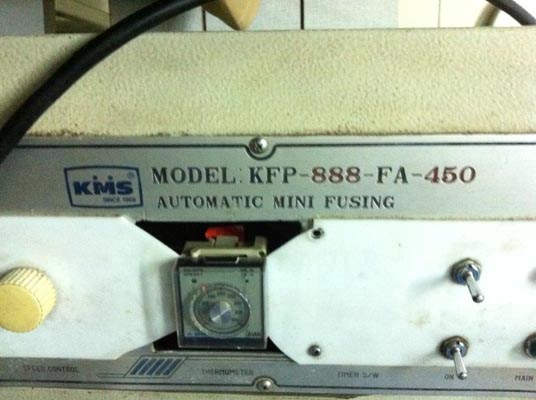 KMS
SINCE 1969
MODEL: KFP-888-FA-450
AUTOMATIC MINI FUSING
SPEED CONTROL
THERMOMETER
TIMER S/W
ON
MAIN